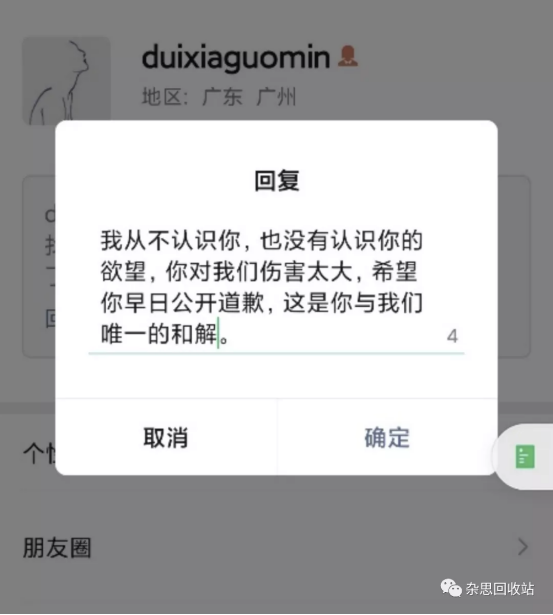 duixiaguomin
地区：广东 广州
回复
我从不认识你，也没有认识你的
欲望，你对我们伤害太大，希望
你早日公开道歉，这是你与我们
唯一的和解。
4
取消
确定
朋友圈
杂思回收站